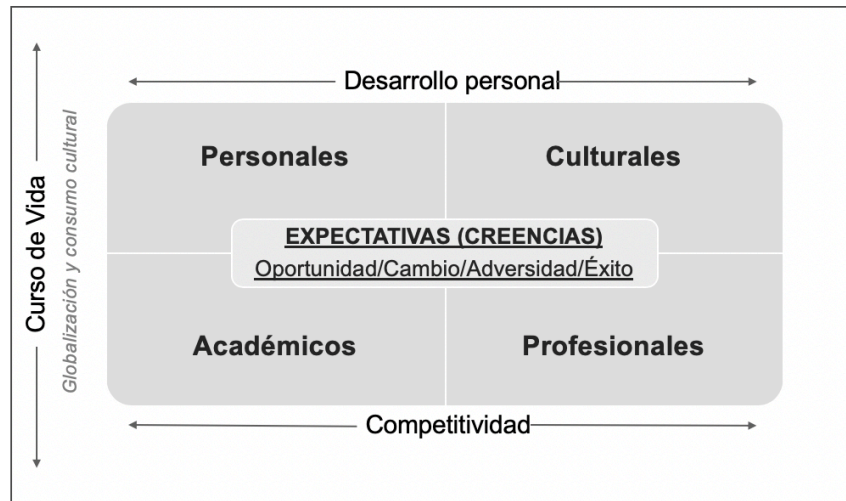 Desarrollo personal
Curso de Vida
Globalización y consumo cultural
Personales
Culturales
EXPECTATIVAS (CREENCIAS)
Oportunidad/Cambio/Adversidad/Éxito
Académicos
Profesionales
Competitividad